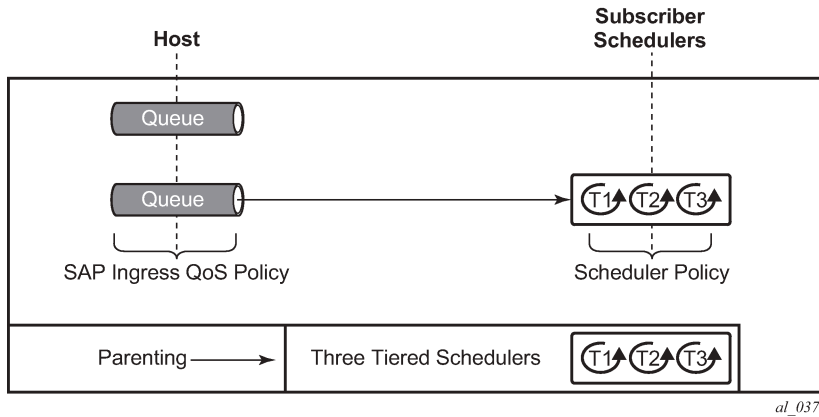 Host
Subscriber
Schedulers
Queue
Queue
T1 T2 T3
SAP Ingress QoS Policy
Scheduler Policy
Parenting
Three Tiered Schedulers
T1 T2 T3
al_037